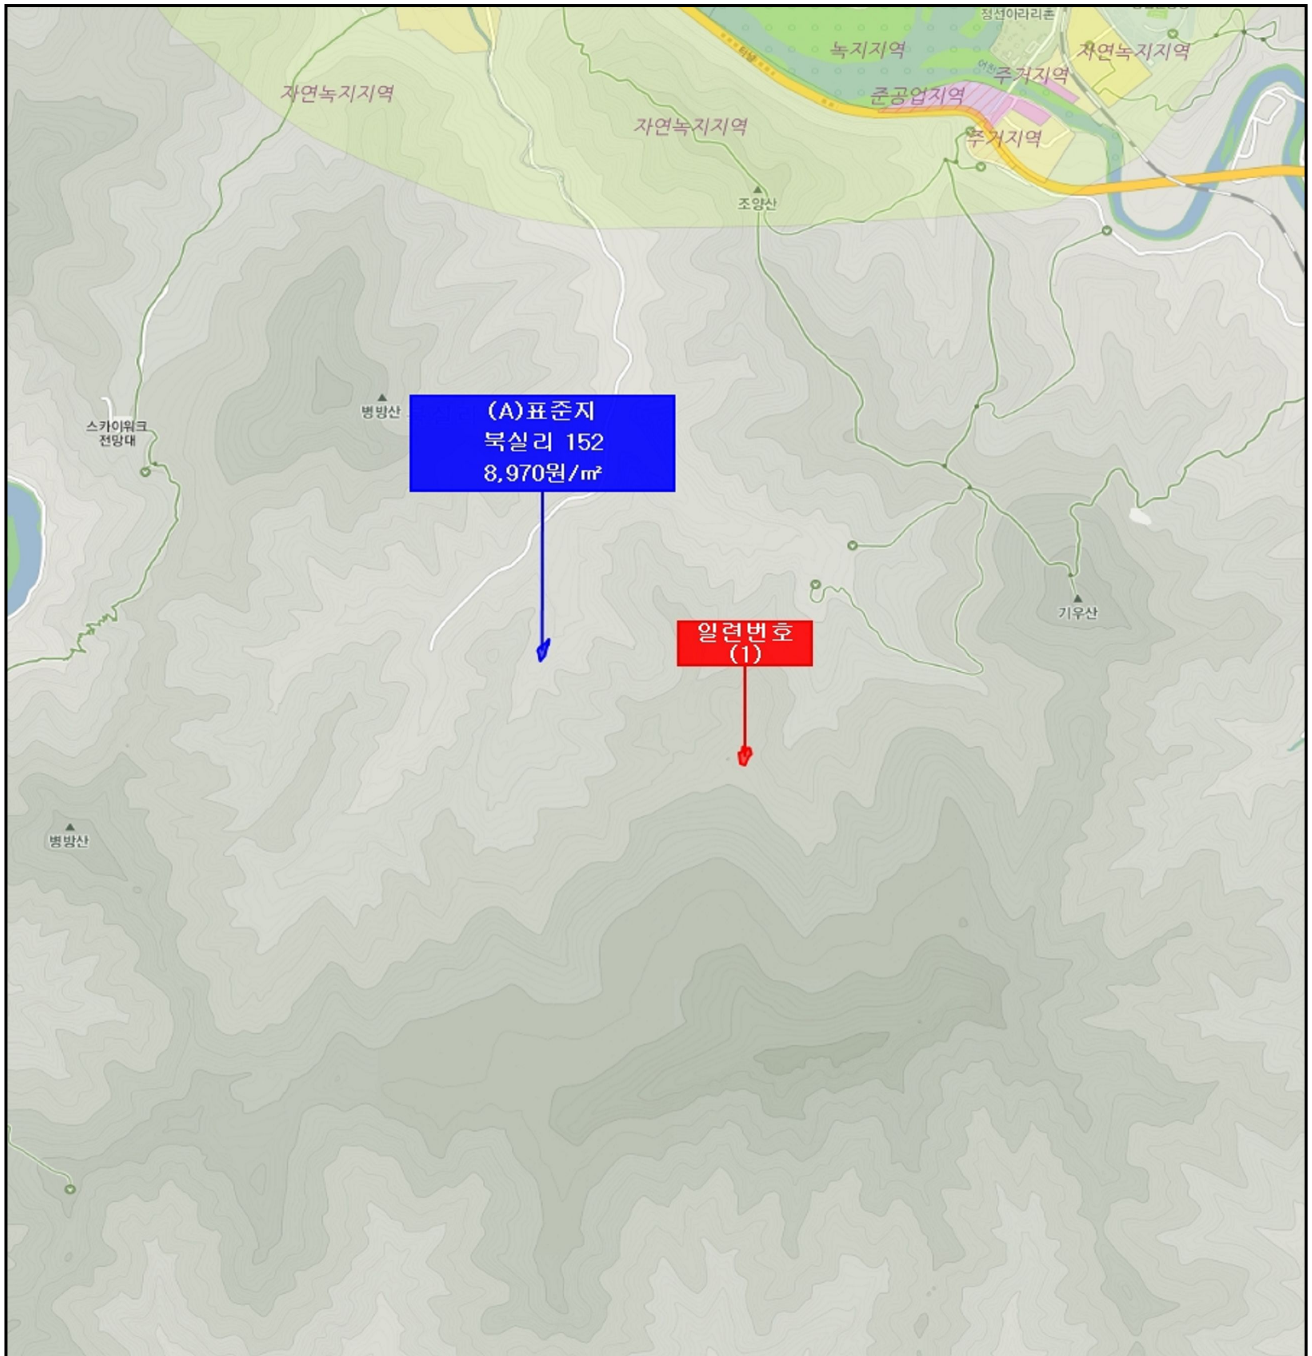 정선아라리촌
녹지지역
자연녹지지역
자연녹지지역
주거지역
준공업지역
자연녹지지역
주거지역
조양산
병방산
스카이워크
전망대
(A)표준지
북실리 152
8,970원/㎡
기우산
일련번호
(1)
병방산